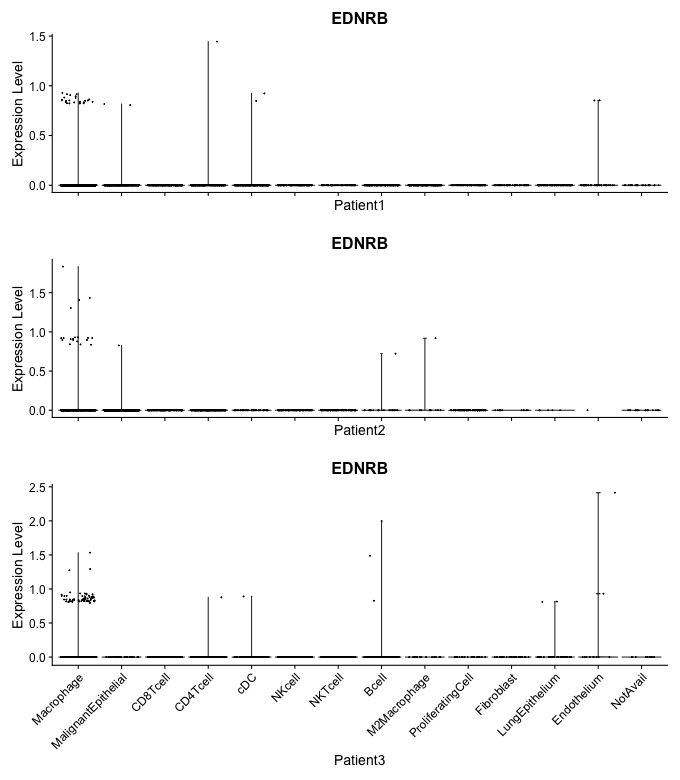 EDNRB
Expression Level
1.5
1.0
0.5
0.0
Patient1
EDNRB
Expression Level
1.5
1.0
0.5
0.0
Patient2
EDNRB
Expression Level
2.5
2.0
1.5
1.0
0.5
0.0
Macrophage
MalignantEpithelial
CD8Tcell
CD4Tcell
cDC
NKcell
NKTcell
Bcell
M2Macrophage
ProliferatingCell
Fibroblast
LungEpithelium
Endothelium
NotAvail
Patient3